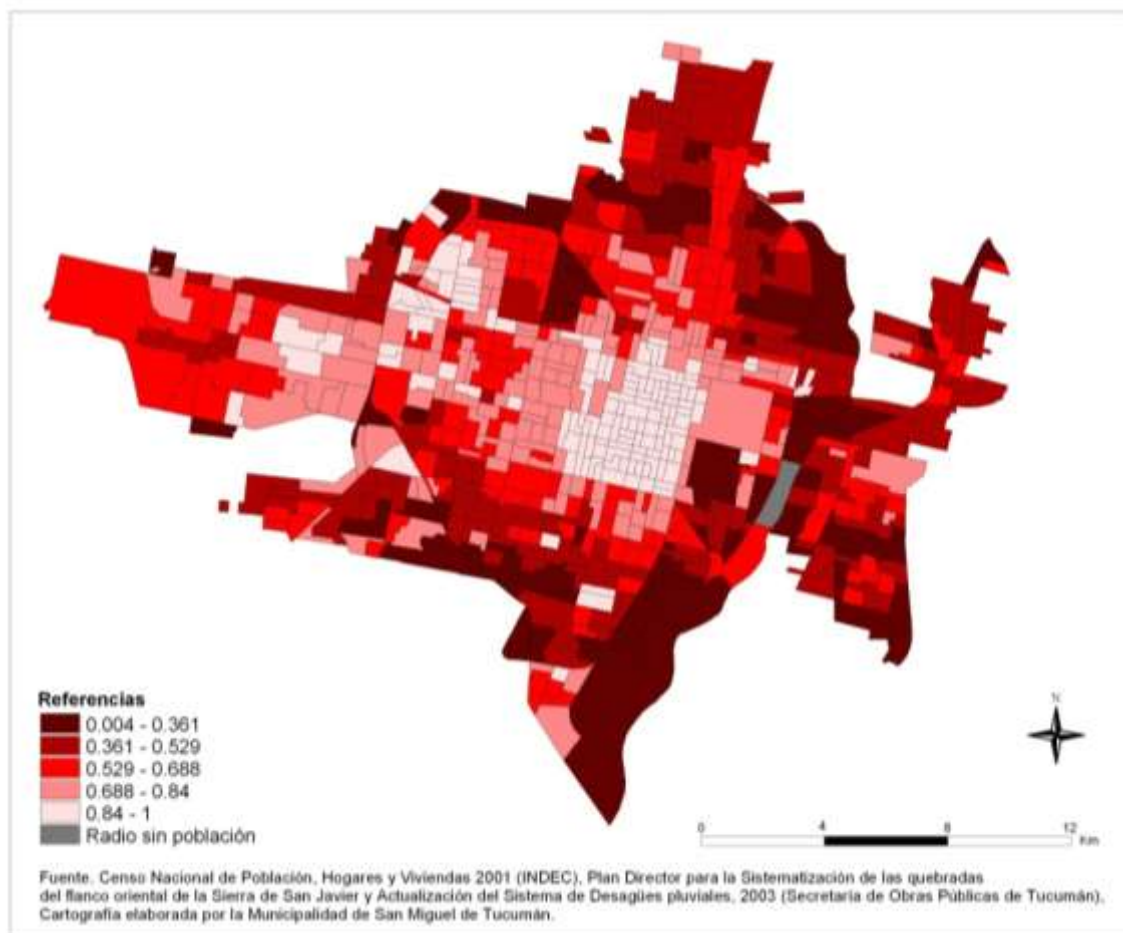 N
Referencias
0.004 - 0.361
0.361 - 0.529
0.529 - 0.688
0.688 - 0.84
0.84 - 1
Radio sin población
0 4 8 12
Km
Fuente. Censo Nacional de Población, Hogares y Viviendas 2001 (INDEC), Plan Director para la Sistematización de las quebradas
del flanco oriental de la Sierra de San Javier y Actualización del Sistema de Desagües pluviales, 2003 (Secretaría de Obras Públicas de Tucumán),
Cartografía elaborada por la Municipalidad de San Miguel de Tucumán.